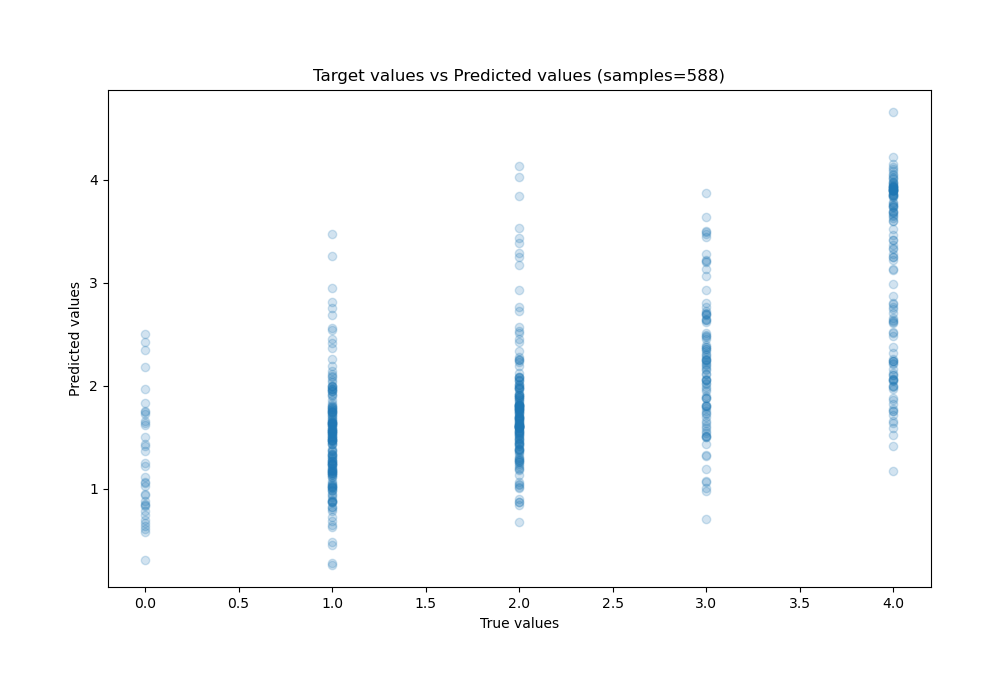 Target values vs Predicted values (samples=588)
Predicted values
4
3
2
1
0.0 0.5 1.0 1.5 2.0 2.5 3.0 3.5 4.0
True values